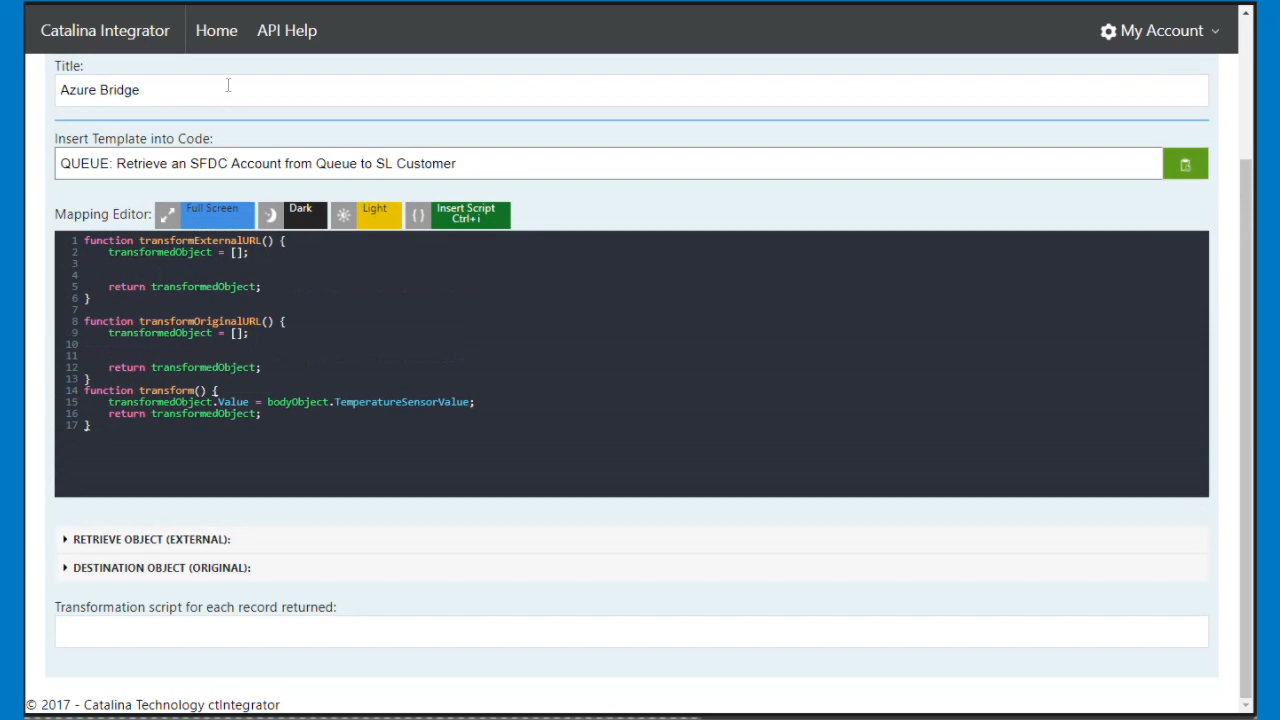 Catalina Integrator Home API Help My Account
Title:
Azure Bridge
Insert Template into Code:
QUEUE: Retrieve an SFDC Account from Queue to SL Customer
Mapping Editor: Full Screen Dark Light { } Insert Script
Ctrl+i
1 function transformExternalURL() {
2 transformedObject = [];
3
4
5 return transformedObject;
6 }
7
8 function transformOriginalURL() {
9 transformedObject = [];
10
11
12 return transformedObject;
13 }
14 function transform() {
15 transformedObject.Value = bodyObject.TemperatureSensorValue;
16 return transformedObject;
17 }
RETRIEVE OBJECT (EXTERNAL):
DESTINATION OBJECT (ORIGINAL):
Transformation script for each record returned:
© 2017 - Catalina Technology ctIntegrator